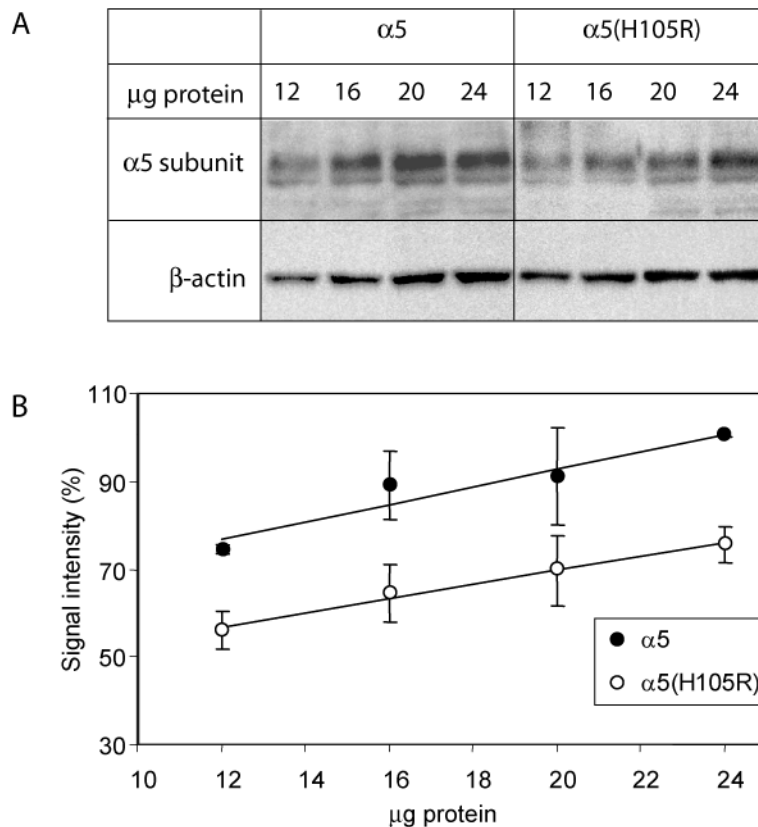 A
α5 α5(H105R)
μg protein 12 16 20 24 12 16 20 24
α5 subunit
β-actin
B
110
90
70
50
30
Signal intensity (%)
α5
α5(H105R)
10 12 14 16 18 20 22 24
μg protein